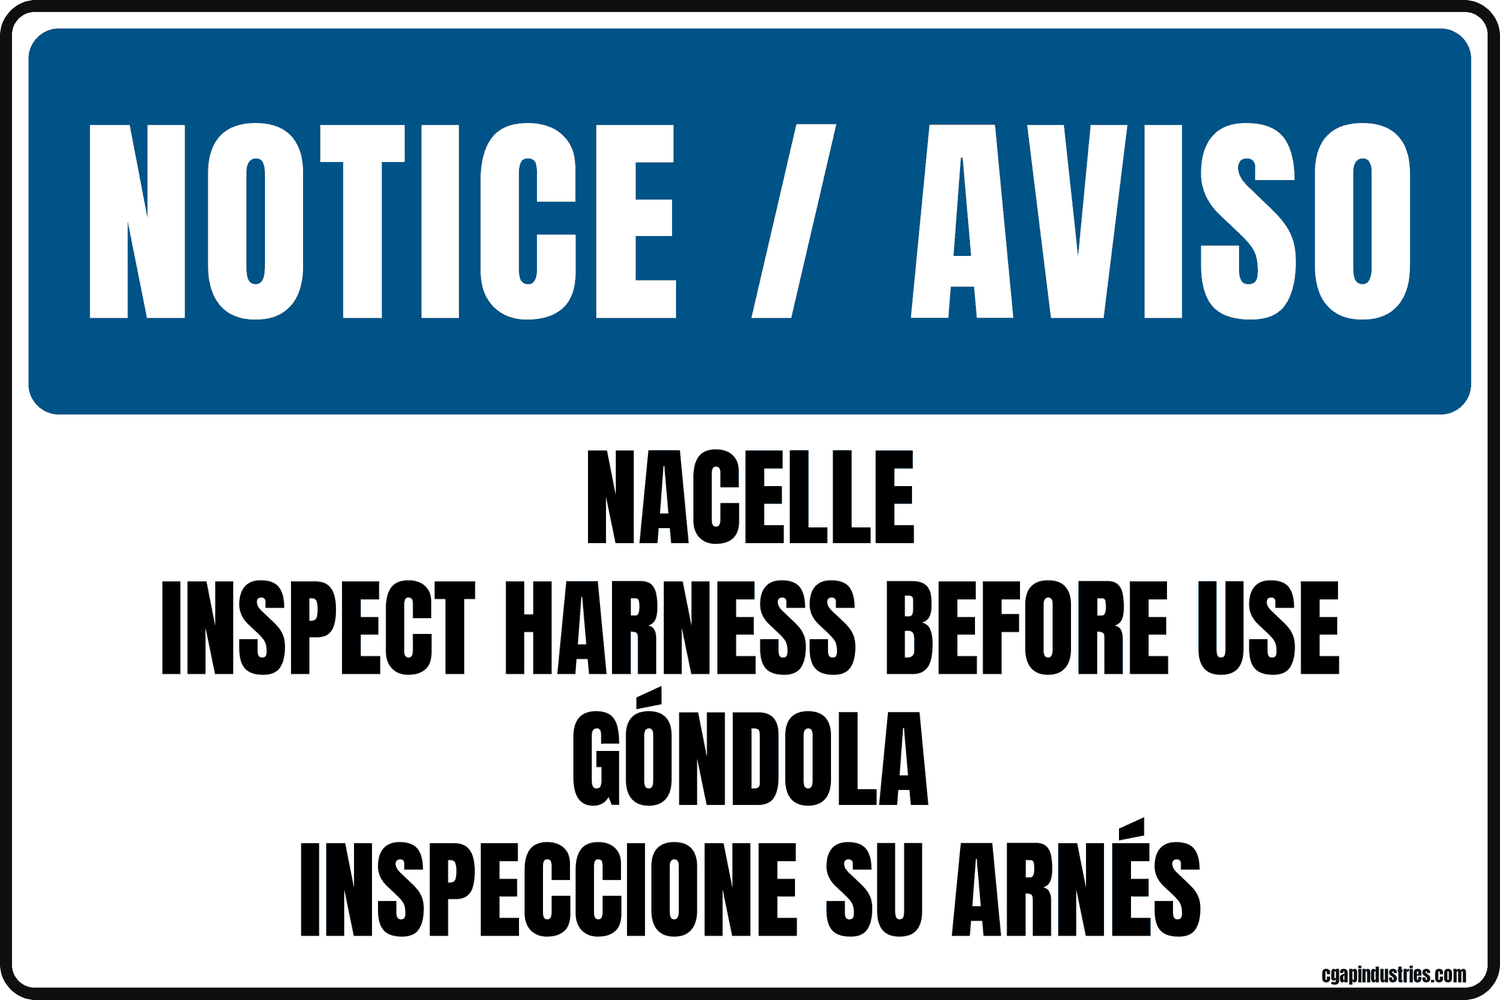 NOTICE / AVISO
NACELLE
INSPECT HARNESS BEFORE USE
GÓNDOLA
INSPECCIONE SU ARNÉS
cgapindustries.com